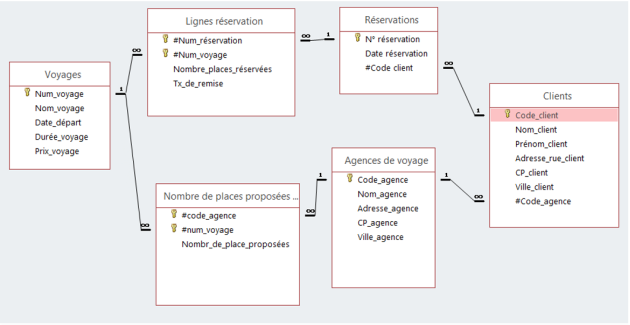 Voyages
Num_voyage
Nom_voyage
Date_départ
Durée_voyage
Prix_voyage
Lignes réservation
#Num_réservation
#Num_voyage
Nombre_places_réservées
Tx_de_remise
Réservations
N° réservation
Date réservation
#Code client
Clients
Code_client
Nom_client
Prénom_client
Adresse_rue_client
CP_client
Ville_client
#Code_agence
Nombre de places proposées ...
#code_agence
#num_voyage
Nombr_de_place_proposées
Agences de voyage
Code_agence
Nom_agence
Adresse_agence
CP_agence
Ville_agence
1
∞
∞
1
∞
1
∞
1
1
∞